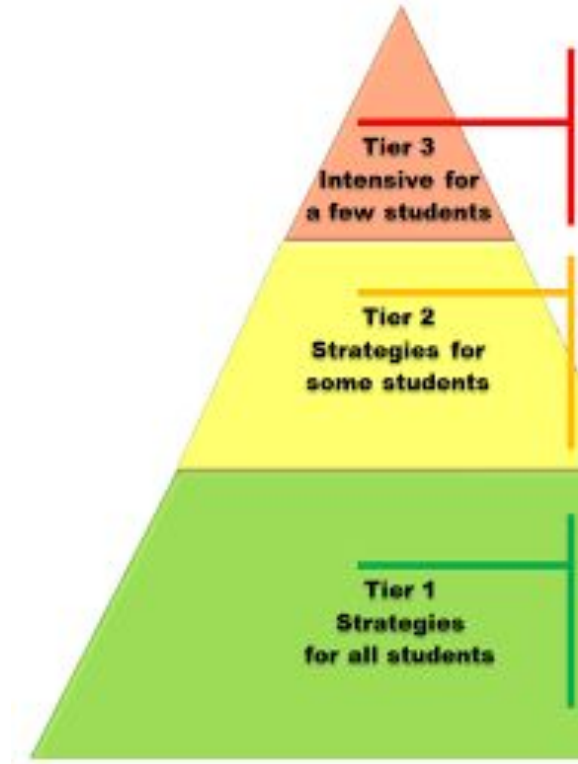 Tier 3
Intensive for
a few students
Tier 2
Strategies for
some students
Tier 1
Strategies
for all students